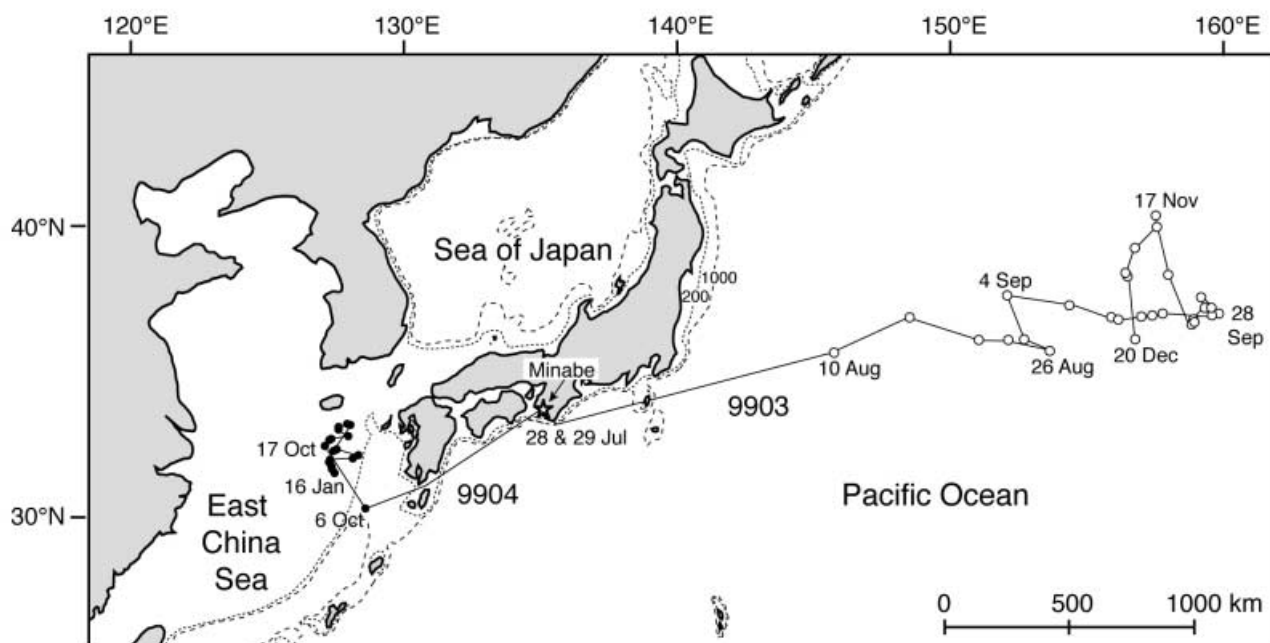 120°E 130°E 140°E 150°E 160°E
40°N
30°N
Sea of Japan
1000
200
17 Nov
4 Sep
28
Sep
20 Dec
26 Aug
10 Aug
Minabe
9903
28 & 29 Jul
17 Oct
16 Jan
9904
6 Oct
East
China
Sea
Pacific Ocean
0 500 1000 km